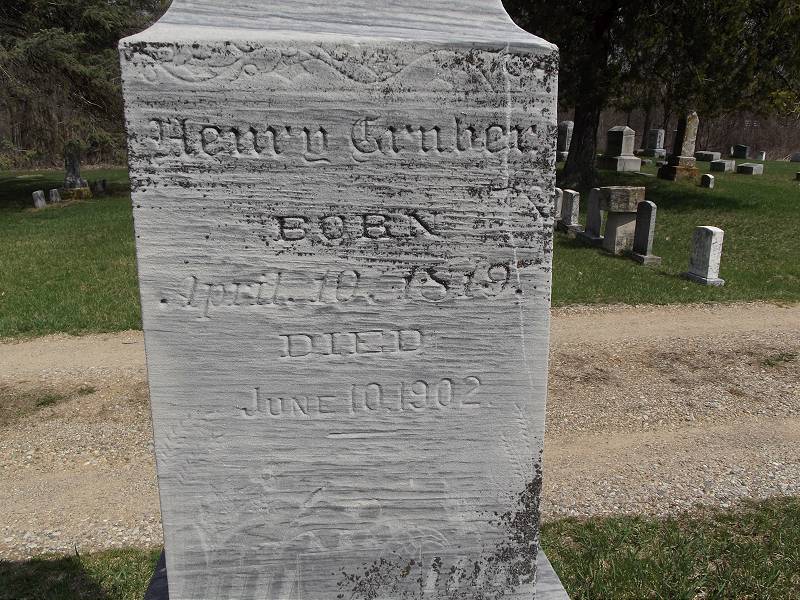 Henry Gruber
BORN
April. 10. 1819.
DIED
JUNE 10. 1902.